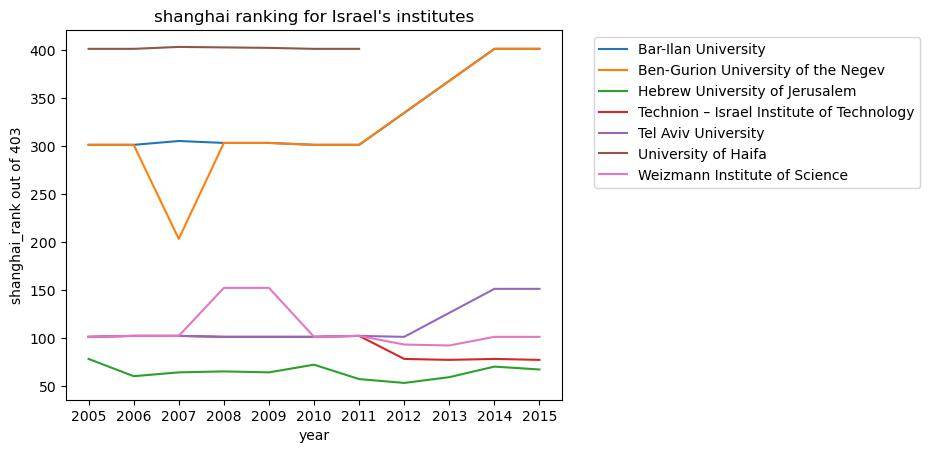 shanghai ranking for Israel's institutes
shanghai_rank out of 403
400
350
300
250
200
150
100
50
2005 2006 2007 2008 2009 2010 2011 2012 2013 2014 2015
year
Bar-Ilan University
Ben-Gurion University of the Negev
Hebrew University of Jerusalem
Technion – Israel Institute of Technology
Tel Aviv University
University of Haifa
Weizmann Institute of Science